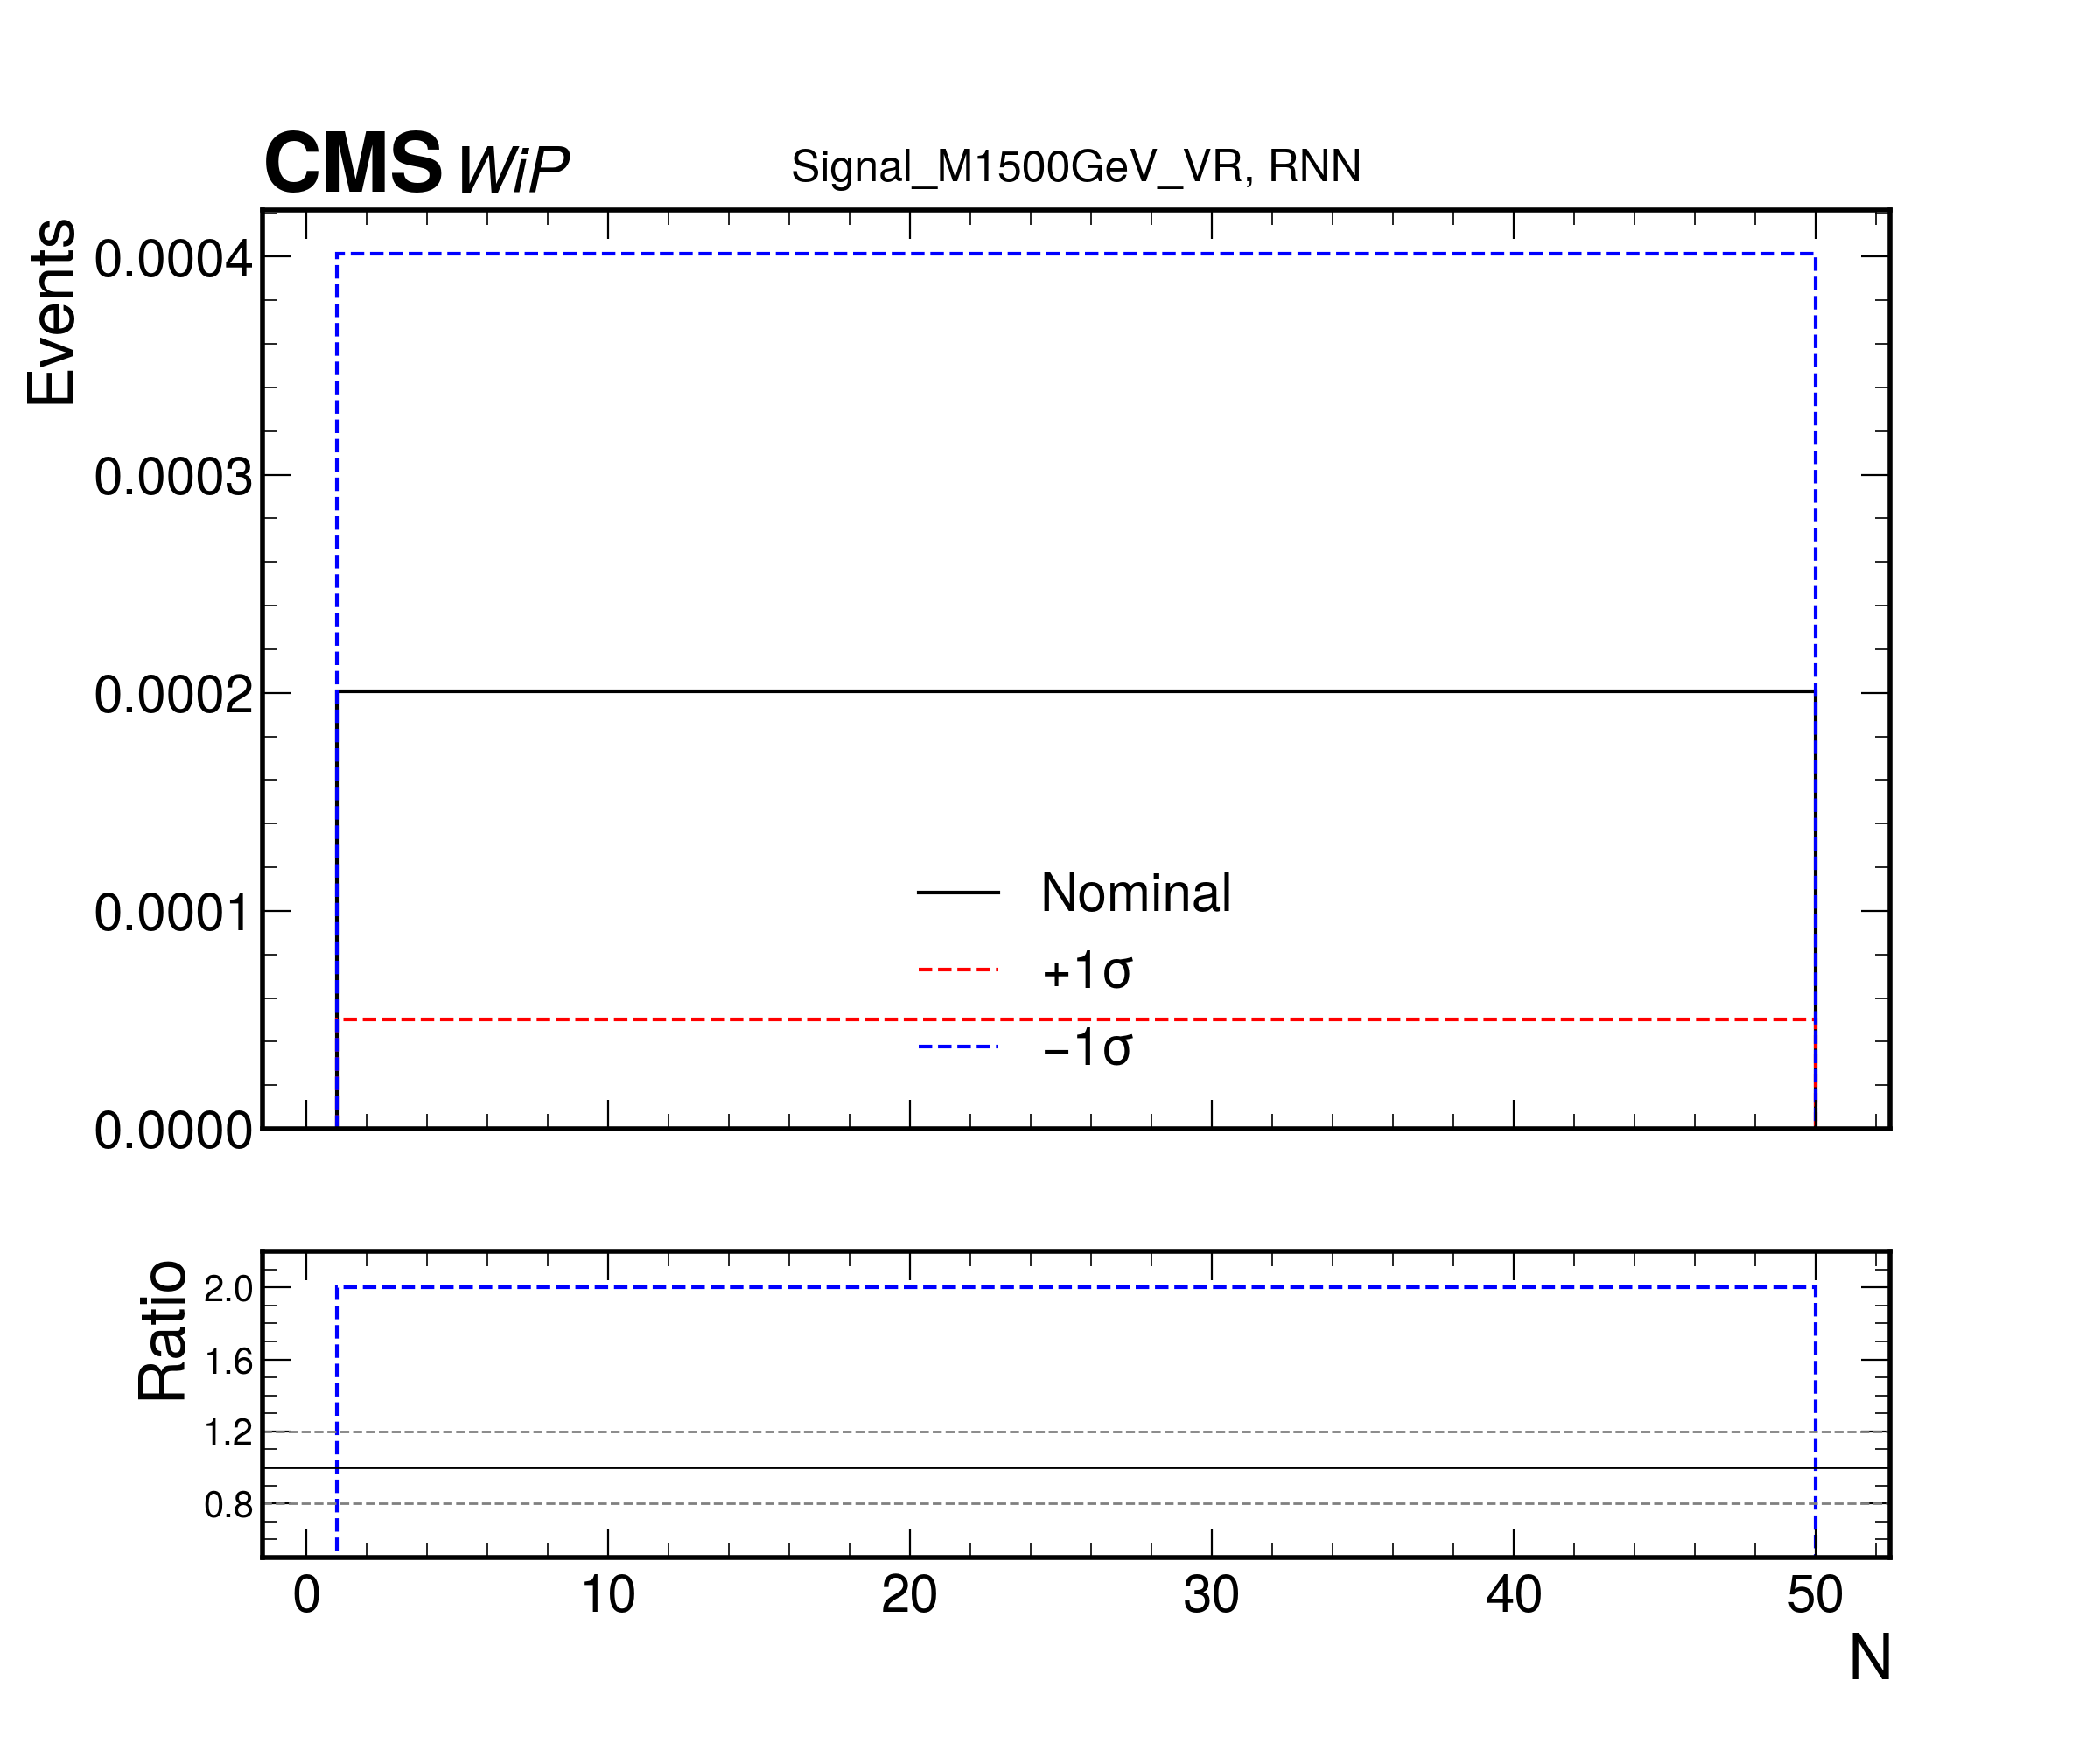 CMS WiP
Signal_M1500GeV_VR, RNN
Events
0.0004
0.0003
0.0002
0.0001
0.0000
Nominal
+1σ
−1σ
Ratio
2.0
1.6
1.2
0.8
0 10 20 30 40 50
N